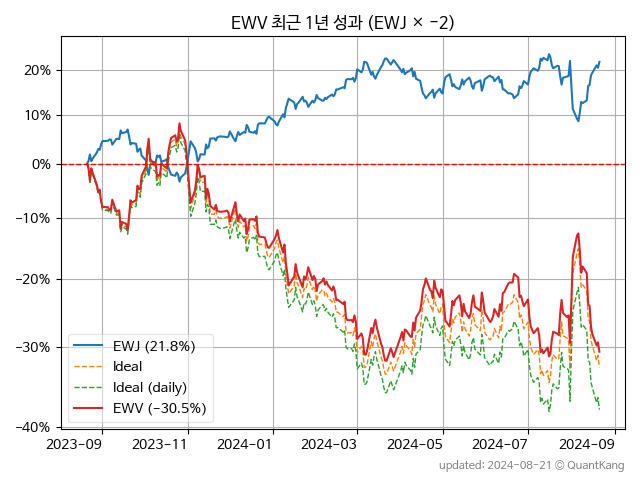 EWV 최근 1년 성과 (EWJ × −2)
20%
10%
0%
−10%
−20%
−30%
−40%
EWJ (21.8%)
Ideal
Ideal (daily)
EWV (−30.5%)
2023-09
2023-11
2024-01
2024-03
2024-05
2024-07
2024-09
updated: 2024-08-21 © QuantKang